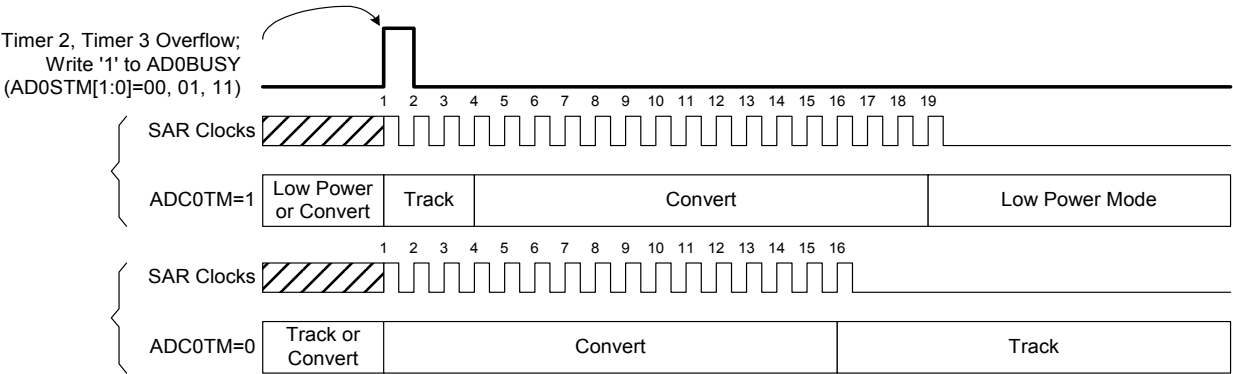 Timer 2, Timer 3 Overflow;
Write '1' to AD0BUSY
(AD0STM[1:0]=00, 01, 11)
1 2 3 4 5 6 7 8 9 10 11 12 13 14 15 16 17 18 19
SAR Clocks
ADC0TM=1
Low Power
or Convert
Track
Convert
Low Power Mode
1 2 3 4 5 6 7 8 9 10 11 12 13 14 15 16
SAR Clocks
ADC0TM=0
Track or
Convert
Convert
Track